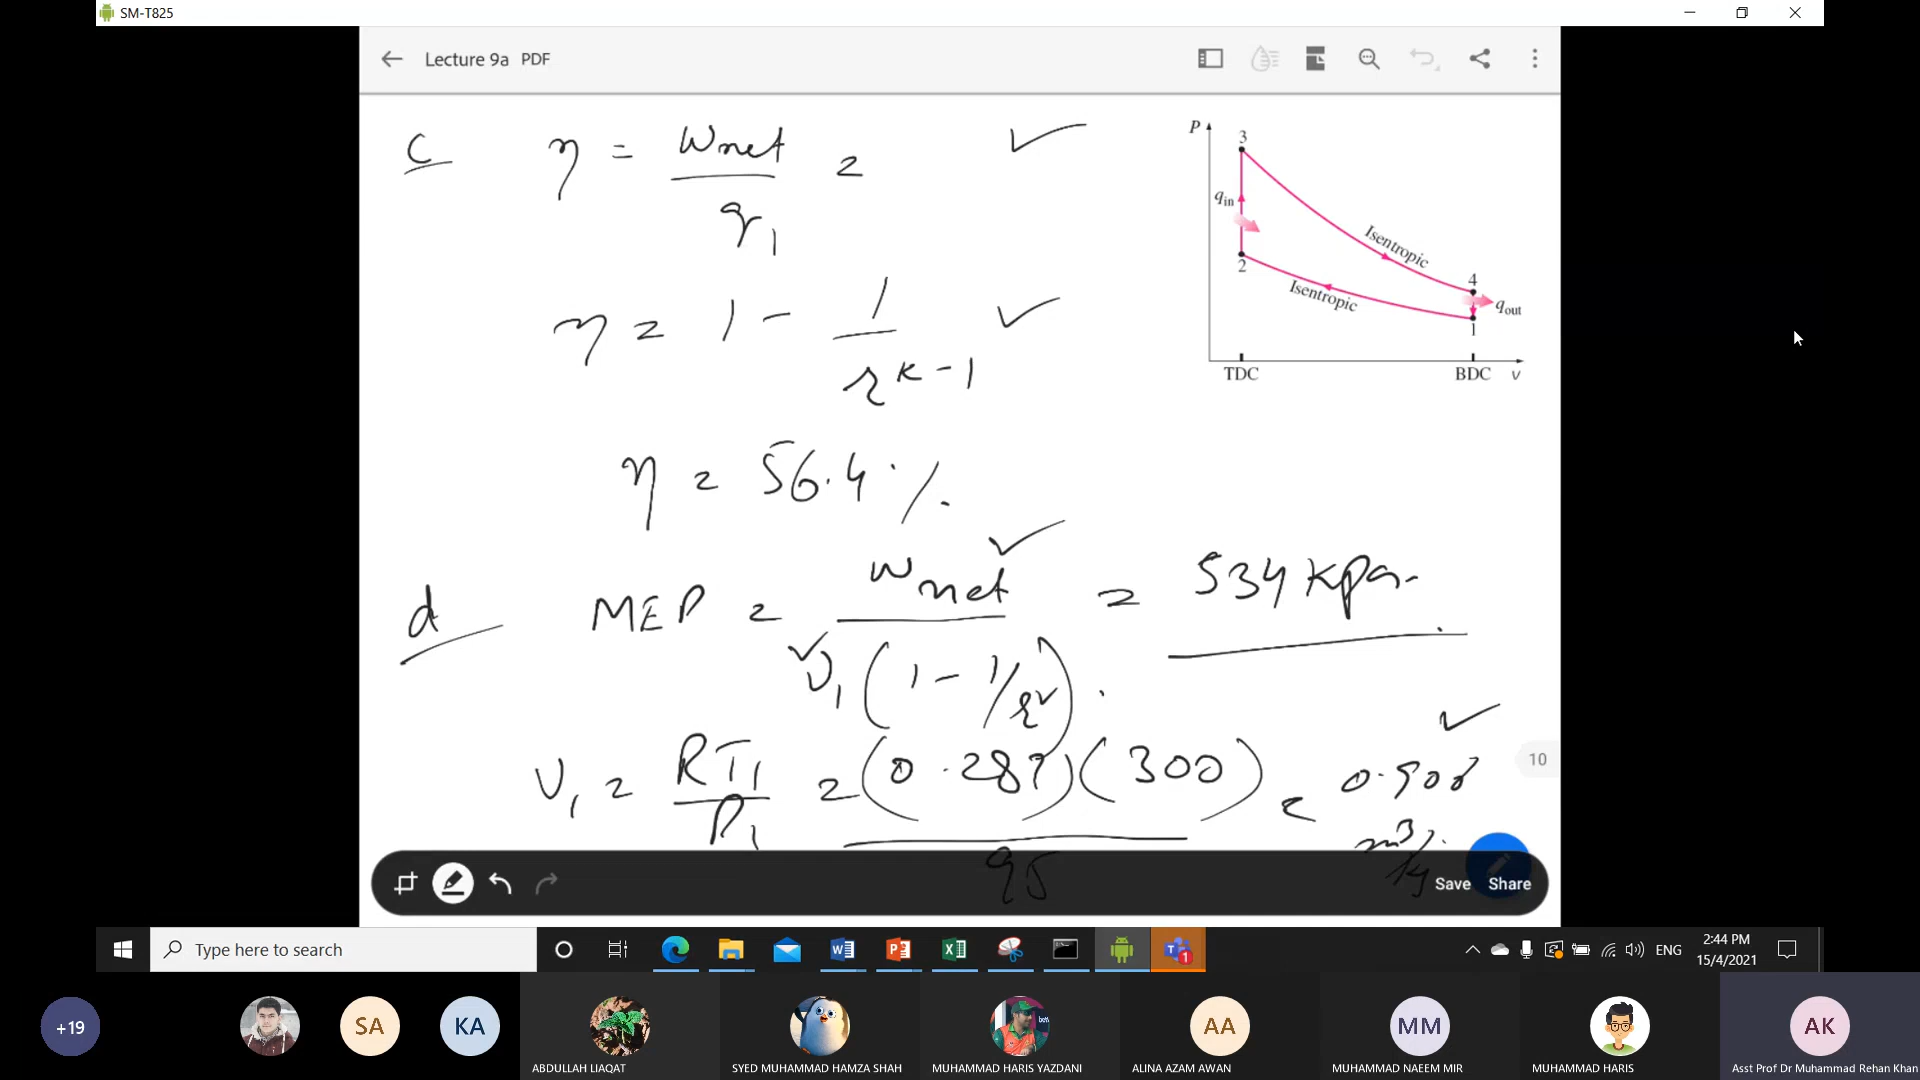 SM-T825
Lecture 9a PDF
c η = Wnet / q1 =
η = 1 - 1 / r^k-1
η = 56.4 %.
d MEP = wnet / v1 (1 - 1/r) = 534 kpa.
v1 = RT1 / P1 = (0.287)(300) / 95 =
m3/kg
P
3
qin
2
Isentropic
Isentropic
4
qout
1
TDC
BDC
v
10
Save
Share
Type here to search
ENG
2:44 PM
15/4/2021
1
+19
SA
KA
AA
MM
AK
ABDULLAH LIAQAT
SYED MUHAMMAD HAMZA SHAH
MUHAMMAD HARIS YAZDANI
ALINA AZAM AWAN
MUHAMMAD NAEEM MIR
MUHAMMAD HARIS
Asst Prof Dr Muhammad Rehan Khan